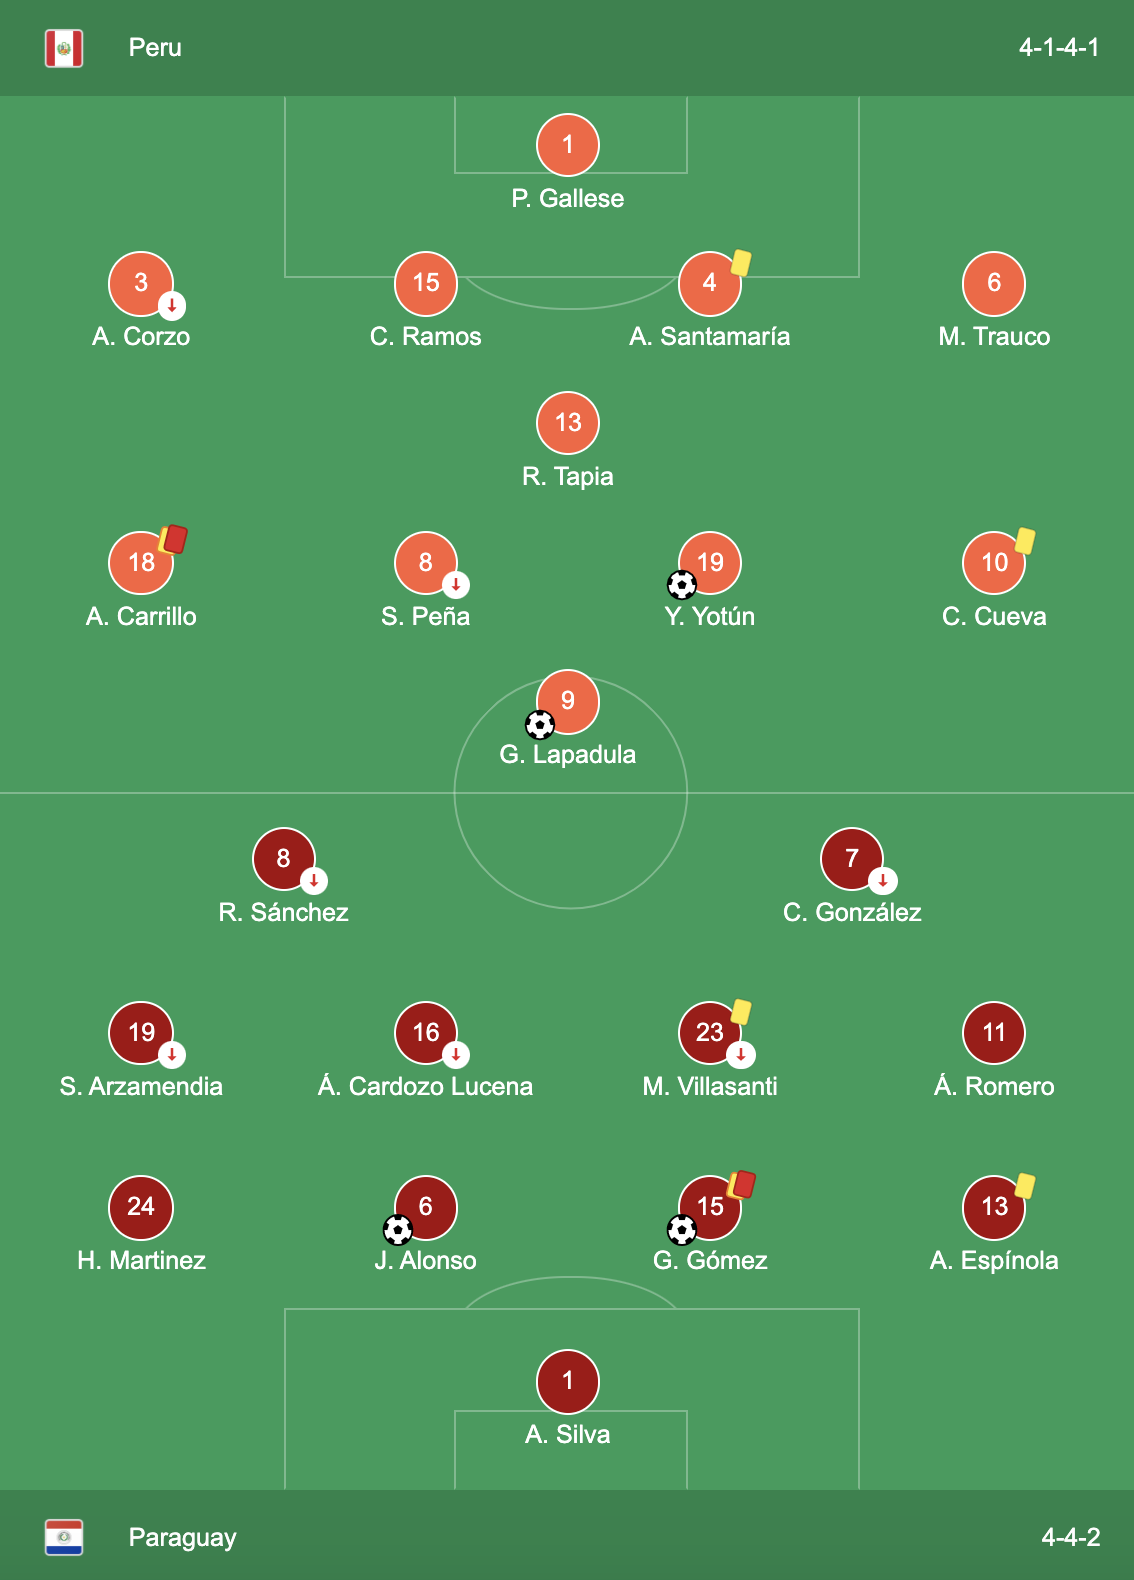 Peru 4-1-4-1
1
P. Gallese
3 15 4 6
A. Corzo C. Ramos A. Santamaría M. Trauco
13
R. Tapia
18 8 19 10
A. Carrillo S. Peña Y. Yotún C. Cueva
9
G. Lapadula
8 7
R. Sánchez C. González
19 16 23 11
S. Arzamendia Á. Cardozo Lucena M. Villasanti Á. Romero
24 6 15 13
H. Martinez J. Alonso G. Gómez A. Espínola
1
A. Silva
Paraguay 4-4-2